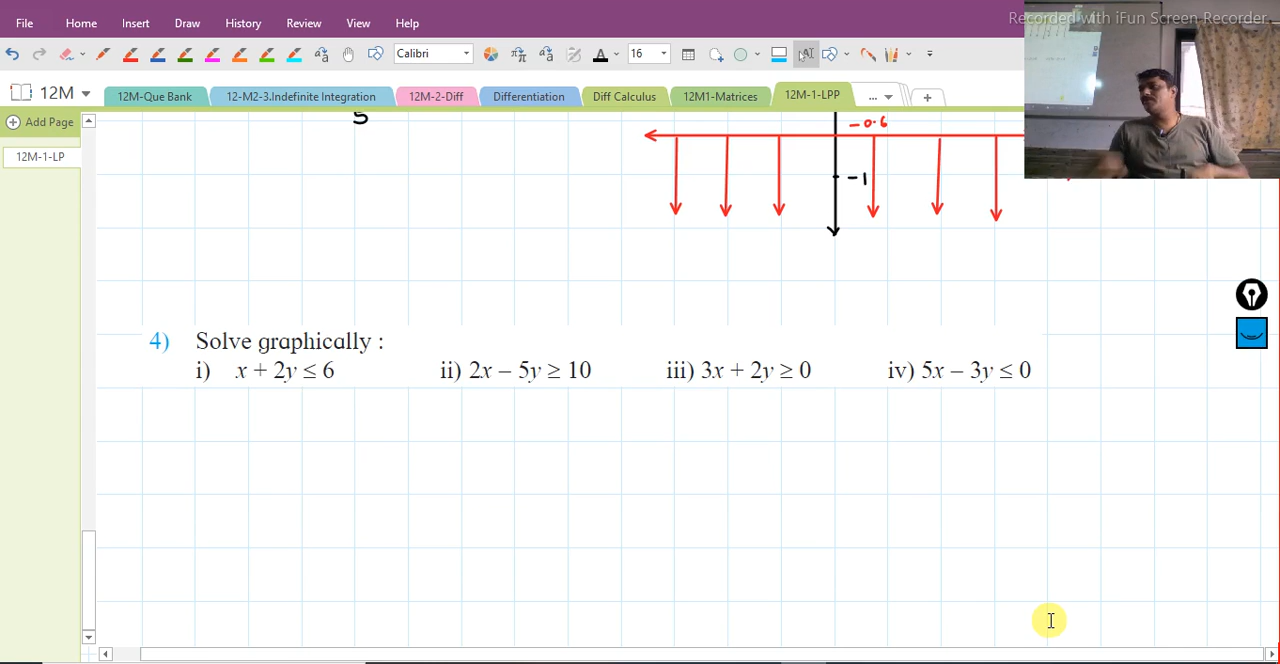 File Home Insert Draw History Review View Help
Recorded with iFun Screen Recorder
Calibri 16
12M 12M-Que Bank 12-M2-3.Indefinite Integration 12M-2-Diff Differentiation Diff Calculus 12M1-Matrices 12M-1-LPP ... +
Add Page
12M-1-LP
5
-0.6
-1
4) Solve graphically :
i) x + 2y ≤ 6 ii) 2x − 5y ≥ 10 iii) 3x + 2y ≥ 0 iv) 5x − 3y ≤ 0